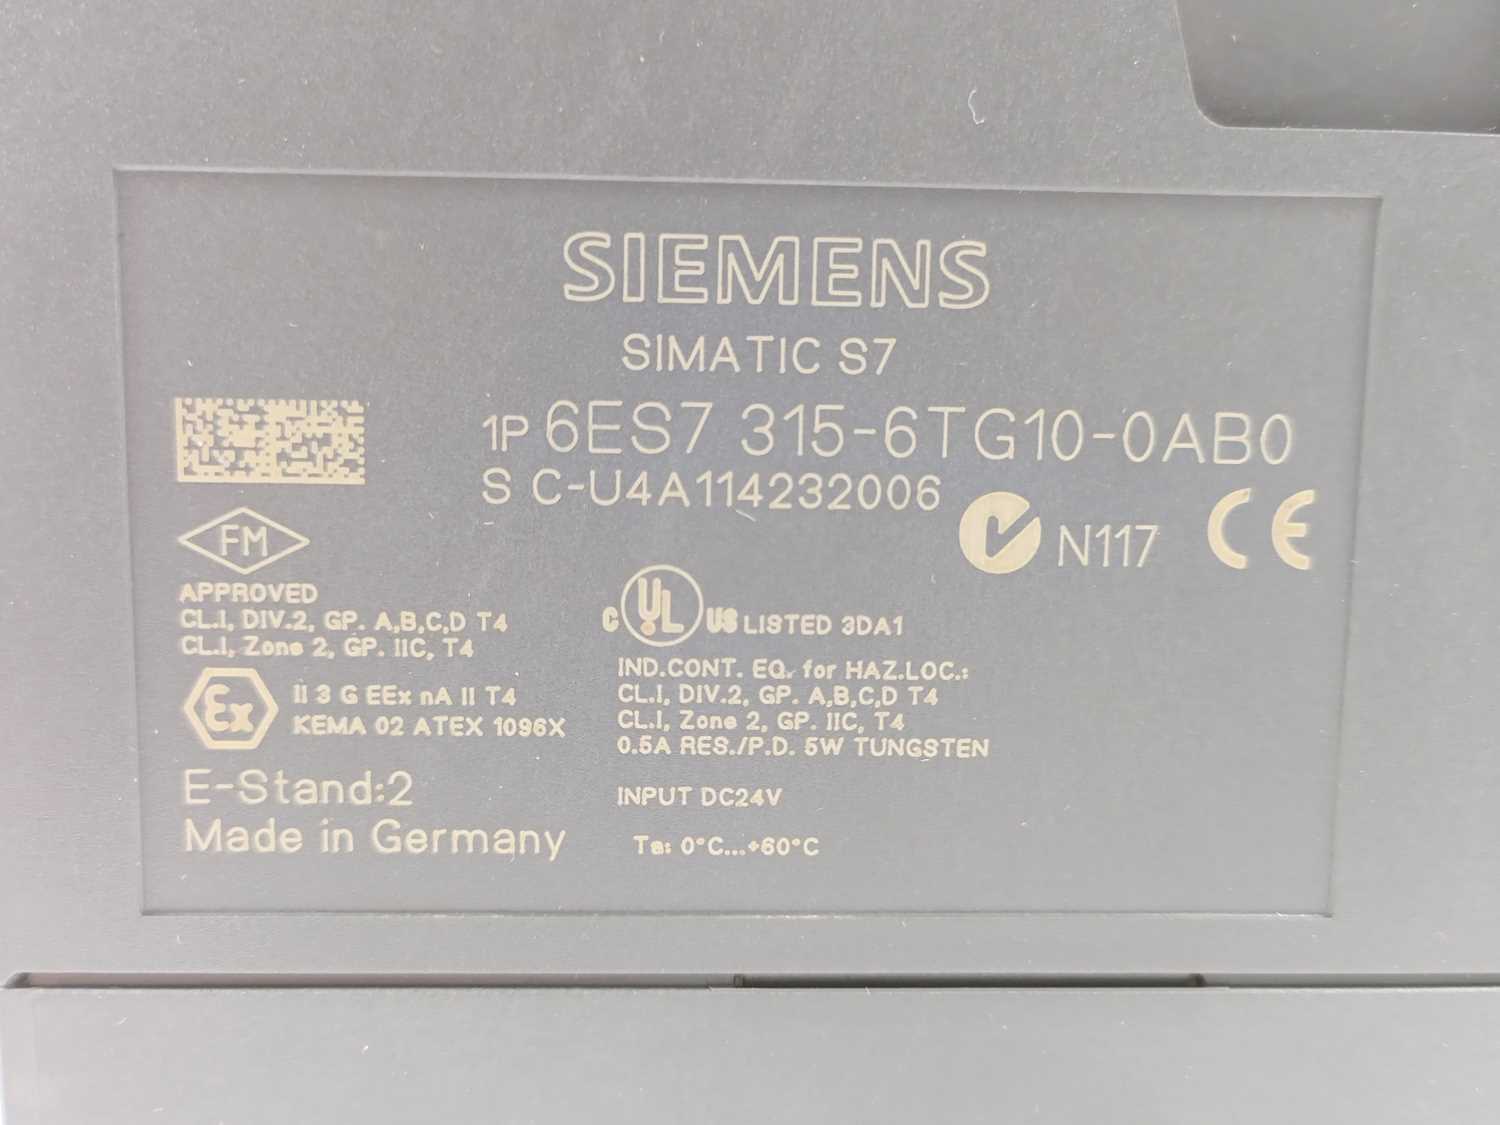 SIEMENS
SIMATIC S7
1P 6ES7 315-6TG10-0AB0
S C-U4A114232006
N117 CE
FM
APPROVED
CL.I, DIV.2, GP. A,B,C,D T4
CL.I, Zone 2, GP. IIC, T4
Ex
II 3 G EEx nA II T4
KEMA 02 ATEX 1096X
E-Stand:2
Made in Germany
C UL US LISTED 3DA1
IND.CONT. EQ. for HAZ.LOC.:
CL.I, DIV.2, GP. A,B,C,D T4
CL.I, Zone 2, GP. IIC, T4
0.5A RES./P.D. 5W TUNGSTEN
INPUT DC24V
Ta: 0°C...+60°C